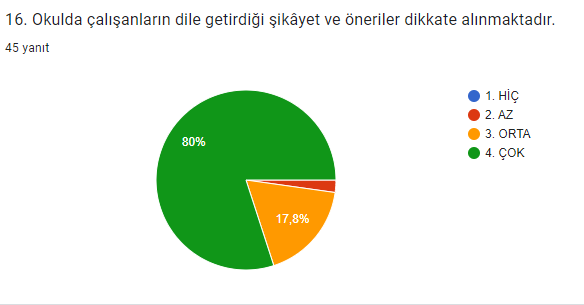 16. Okulda çalışanların dile getirdiği şikâyet ve öneriler dikkate alınmaktadır.
45 yanıt
1. HİÇ
2. AZ
3. ORTA
4. ÇOK
80%
17,8%